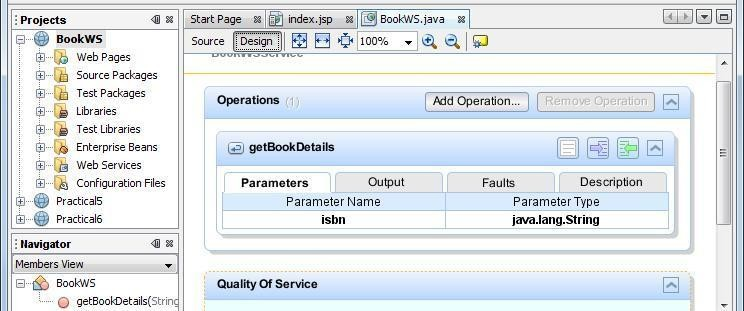 Projects
BookWS
Web Pages
Source Packages
Test Packages
Libraries
Test Libraries
Enterprise Beans
Web Services
Configuration Files
Practical5
Practical6
Navigator
Members View
BookWS
getBookDetails(String
Start Page index.jsp BookWS.java
Source Design 100%
BookWSService
Operations (1) Add Operation... Remove Operation
getBookDetails
Parameters Output Faults Description
Parameter Name Parameter Type
isbn java.lang.String
Quality Of Service